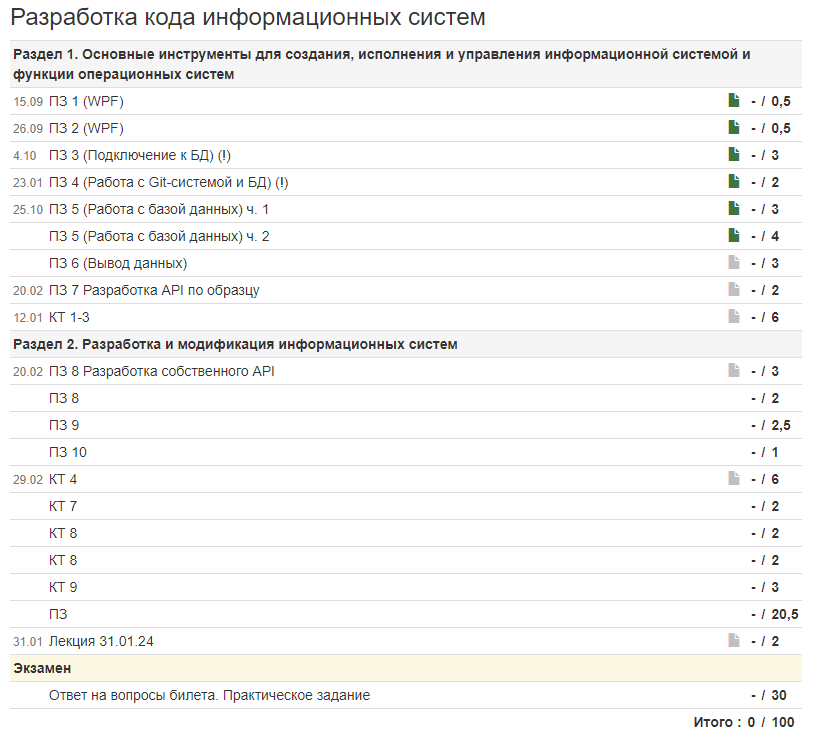 Разработка кода информационных систем
Раздел 1. Основные инструменты для создания, исполнения и управления информационной системой и
функции операционных систем
15.09 ПЗ 1 (WPF) - / 0,5
26.09 ПЗ 2 (WPF) - / 0,5
4.10 ПЗ 3 (Подключение к БД) (!) - / 3
23.01 ПЗ 4 (Работа с Git-системой и БД) (!) - / 2
25.10 ПЗ 5 (Работа с базой данных) ч. 1 - / 3
ПЗ 5 (Работа с базой данных) ч. 2 - / 4
ПЗ 6 (Вывод данных) - / 3
20.02 ПЗ 7 Разработка API по образцу - / 2
12.01 КТ 1-3 - / 6
Раздел 2. Разработка и модификация информационных систем
20.02 ПЗ 8 Разработка собственного API - / 3
ПЗ 8 - / 2
ПЗ 9 - / 2,5
ПЗ 10 - / 1
29.02 КТ 4 - / 6
КТ 7 - / 2
КТ 8 - / 2
КТ 8 - / 2
КТ 9 - / 3
ПЗ - / 20,5
31.01 Лекция 31.01.24 - / 2
Экзамен
Ответ на вопросы билета. Практическое задание - / 30
Итого : 0 / 100